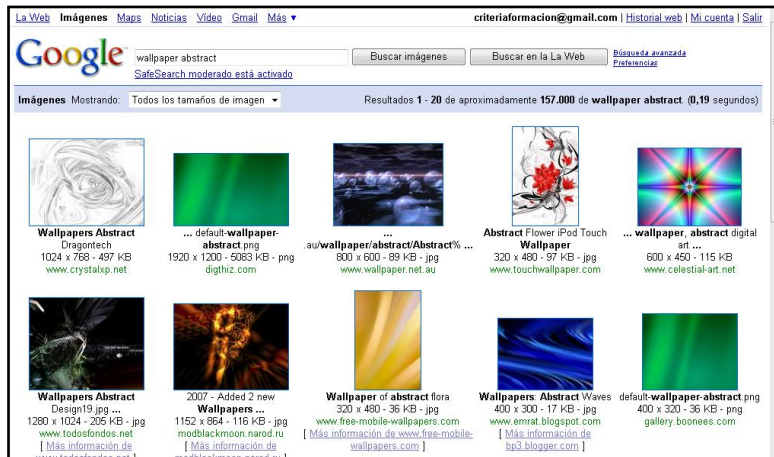 La Web Imágenes Maps Noticias Vídeo Gmail Más ▼ criteriaformacion@gmail.com | Historial web | Mi cuenta | Salir
Google wallpaper abstract Buscar imágenes Buscar en la La Web Búsqueda avanzada
Preferencias
SafeSearch moderado está activado
Imágenes Mostrando: Todos los tamaños de imagen Resultados 1 - 20 de aproximadamente 157.000 de wallpaper abstract. (0,19 segundos)
Wallpapers Abstract
Dragontech
1024 x 768 - 497 KB
www.crystalxp.net
... default-wallpaper-
abstract.png
1920 x 1200 - 5083 KB - png
digthiz.com
...
.au/wallpaper/abstract/Abstract% ...
800 x 600 - 89 KB - jpg
www.wallpaper.net.au
Abstract Flower iPod Touch
Wallpaper
320 x 480 - 97 KB - jpg
www.touchwallpaper.com
... wallpaper, abstract digital
art ...
600 x 450 - 115 KB
www.celestial-art.net
Wallpapers Abstract
Design19.jpg ...
1280 x 1024 - 205 KB - jpg
www.todosfondos.net
[ Más información de
www.todosfondos.net ]
2007 - Added 2 new
Wallpapers ...
1152 x 864 - 116 KB - jpg
modblackmoon.narod.ru
[ Más información de
modblackmoon.narod.ru ]
Wallpaper of abstract flora
320 x 480 - 36 KB - jpg
www.free-mobile-wallpapers.com
[ Más información de www.free-mobile-
wallpapers.com ]
Wallpapers: Abstract Waves
400 x 300 - 17 KB - jpg
www.emrat.blogspot.com
[ Más información de
bp3.blogger.com ]
default-wallpaper-abstract.png
400 x 320 - 36 KB - png
gallery.boonees.com